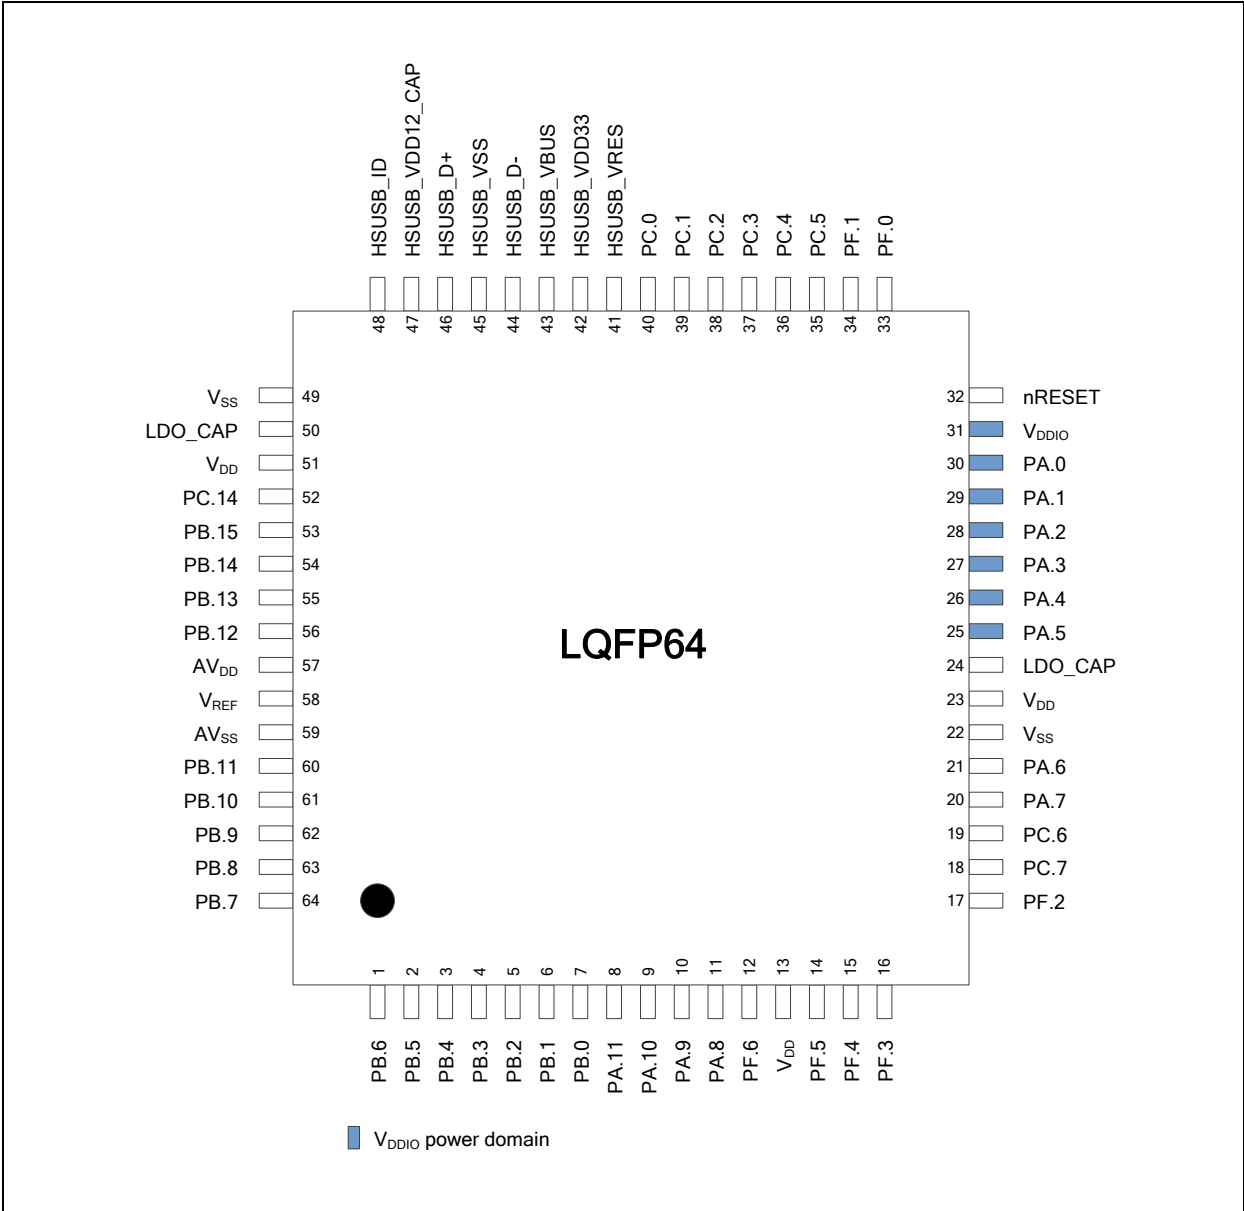 HSUSB_ID
HSUSB_VDD12_CAP
HSUSB_D+
HSUSB_VSS
HSUSB_D-
HSUSB_VBUS
HSUSB_VDD33
HSUSB_VRES
PC.0
PC.1
PC.2
PC.3
PC.4
PC.5
PF.1
PF.0
48
47
46
45
44
43
42
41
40
39
38
37
36
35
34
33
VSS 49
LDO_CAP 50
VDD 51
PC.14 52
PB.15 53
PB.14 54
PB.13 55
PB.12 56
AVDD 57
VREF 58
AVSS 59
PB.11 60
PB.10 61
PB.9 62
PB.8 63
PB.7 64
LQFP64
32 nRESET
31 VDDIO
30 PA.0
29 PA.1
28 PA.2
27 PA.3
26 PA.4
25 PA.5
24 LDO_CAP
23 VDD
22 VSS
21 PA.6
20 PA.7
19 PC.6
18 PC.7
17 PF.2
1
2
3
4
5
6
7
8
9
10
11
12
13
14
15
16
PB.6
PB.5
PB.4
PB.3
PB.2
PB.1
PB.0
PA.11
PA.10
PA.9
PA.8
PF.6
VDD
PF.5
PF.4
PF.3
VDDIO power domain